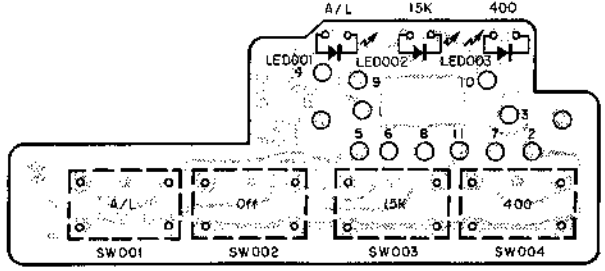 A/L 15K 400
LED001 LED002 LED003
4 9 10
1 3
5 6 8 11 7 2
A/L Off 15K 400
SW001 SW002 SW003 SW004